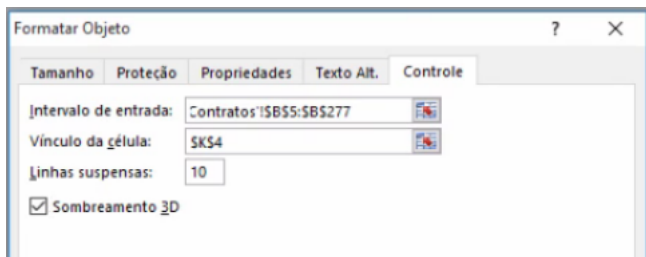 Formatar Objeto ? ×
Tamanho Proteção Propriedades Texto Alt. Controle
Intervalo de entrada: Contratos'!$B$5:$B$277
Vínculo da célula: $K$4
Linhas suspensas: 10
Sombreamento 3D